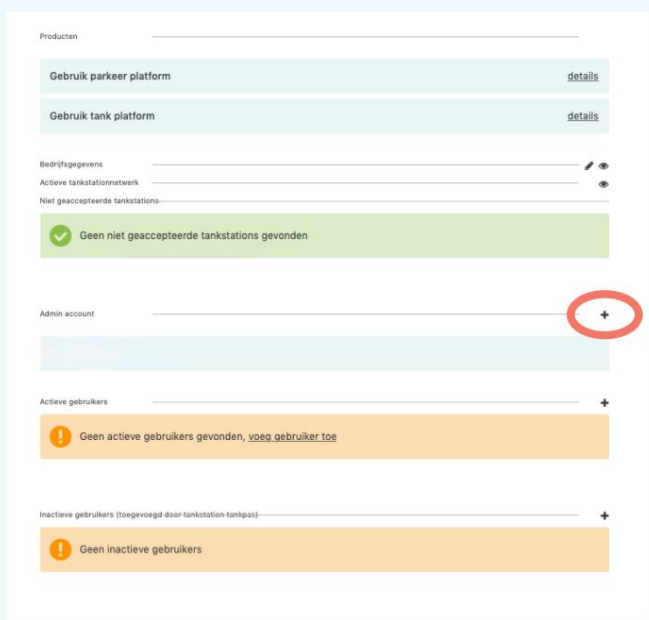 Producten
Gebruik parkeer platform details
Gebruik tank platform details
Bedrijfsgegevens
Actieve tankstationnetwerk
Niet geaccepteerde tankstations
Geen niet geaccepteerde tankstations gevonden
Admin account
Actieve gebruikers
Geen actieve gebruikers gevonden, voeg gebruiker toe
Inactieve gebruikers (toegevoegd door tankstation tankpas)
Geen inactieve gebruikers